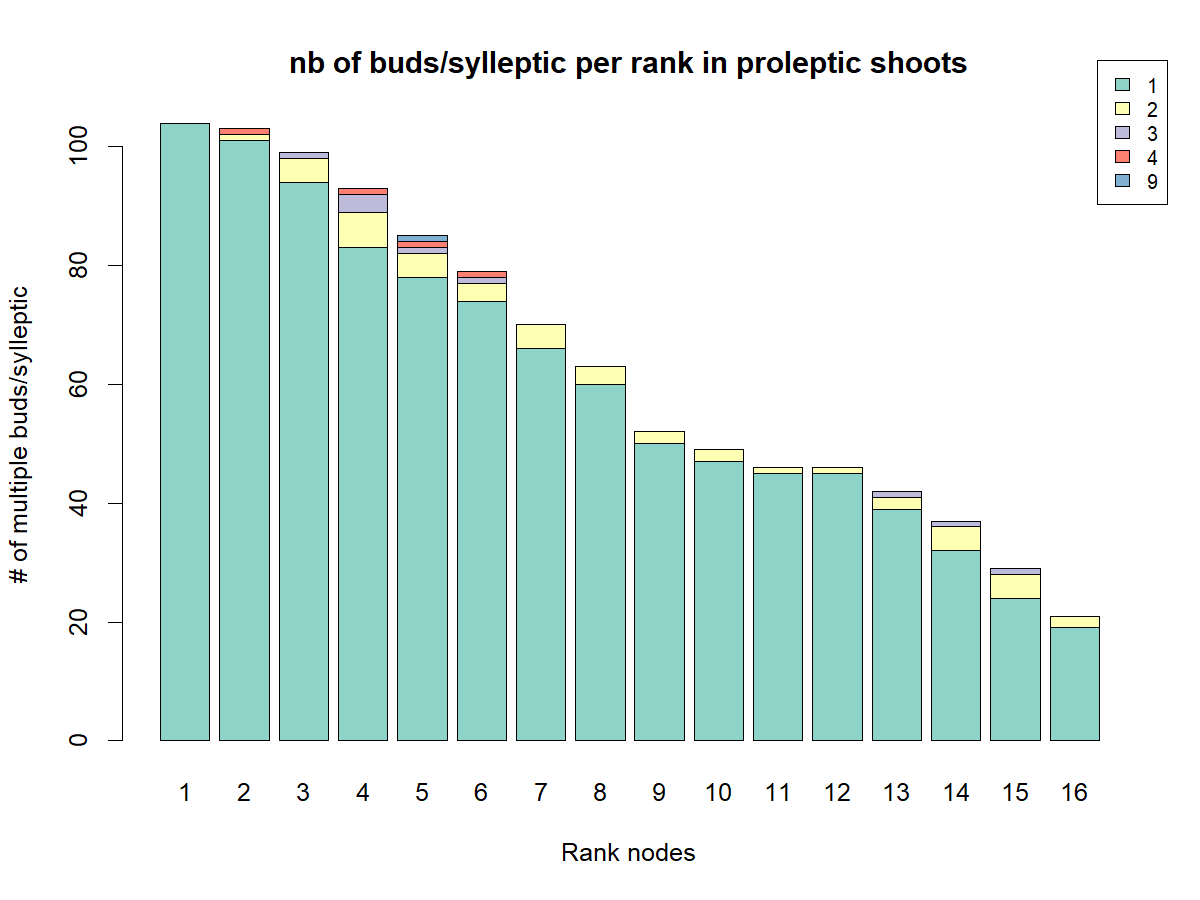 nb of buds/sylleptic per rank in proleptic shoots
1
2
3
4
9
# of multiple buds/sylleptic
100
80
60
40
20
0
1 2 3 4 5 6 7 8 9 10 11 12 13 14 15 16
Rank nodes